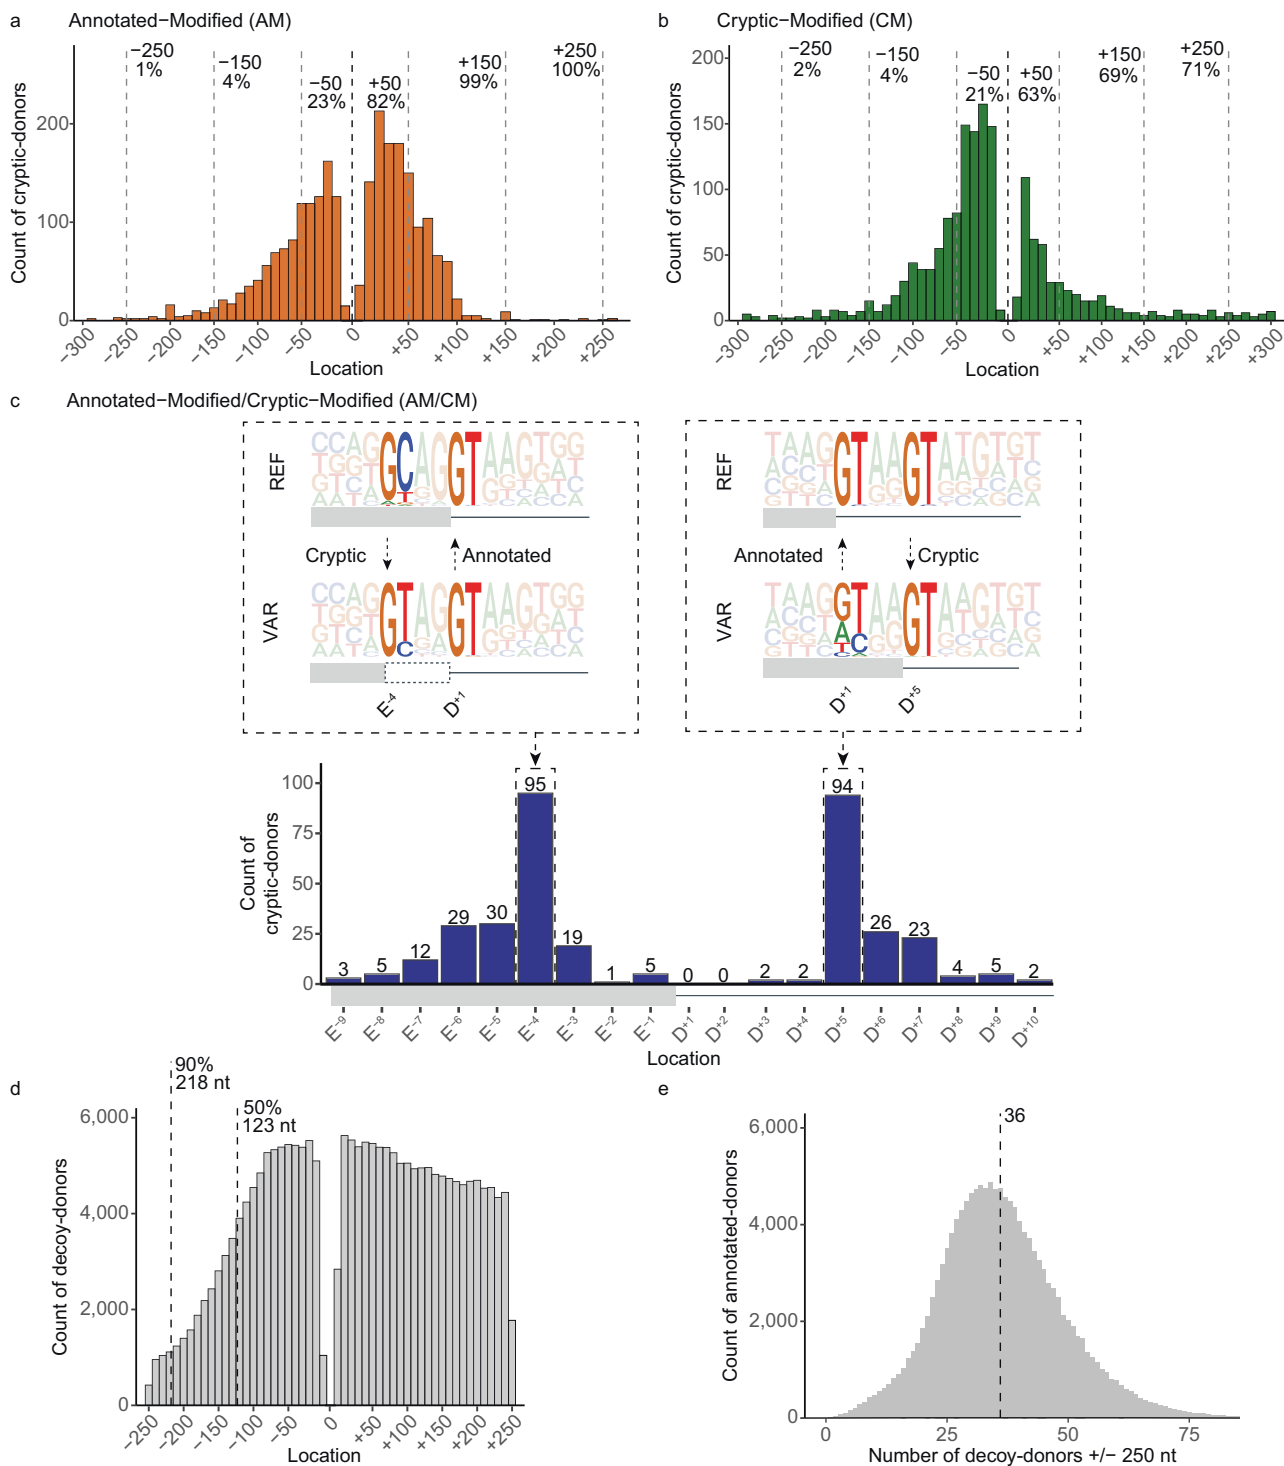 a Annotated−Modified (AM)
−250
1%
−150
4%
−50
23%
+50
82%
+150
99%
+250
100%
Count of cryptic-donors
200
100
0
−300 −250 −200 −150 −100 −50 0 +50 +100 +150 +200 +250
Location
b Cryptic−Modified (CM)
−250
2%
−150
4%
−50
21%
+50
63%
+150
69%
+250
71%
Count of cryptic-donors
200
150
100
50
0
−300 −250 −200 −150 −100 −50 0 +50 +100 +150 +200 +250 +300
Location
c Annotated−Modified/Cryptic−Modified (AM/CM)
REF
Cryptic
Annotated
VAR
E-4 D+1
REF
Annotated
Cryptic
VAR
D+1 D+5
Count of
cryptic-donors
100
75
50
25
0
3 5 12 29 30 95 19 1 5 0 0 2 2 94 26 23 4 5 2
E-9 E-8 E-7 E-6 E-5 E-4 E-3 E-2 E-1 D+1 D+2 D+3 D+4 D+5 D+6 D+7 D+8 D+9 D+10
Location
d
90%
218 nt
50%
123 nt
Count of decoy-donors
6,000
4,000
2,000
0
−250 −200 −150 −100 −50 0 +50 +100 +150 +200 +250
Location
e
36
Count of annotated-donors
6,000
4,000
2,000
0
0 25 50 75
Number of decoy-donors +/− 250 nt